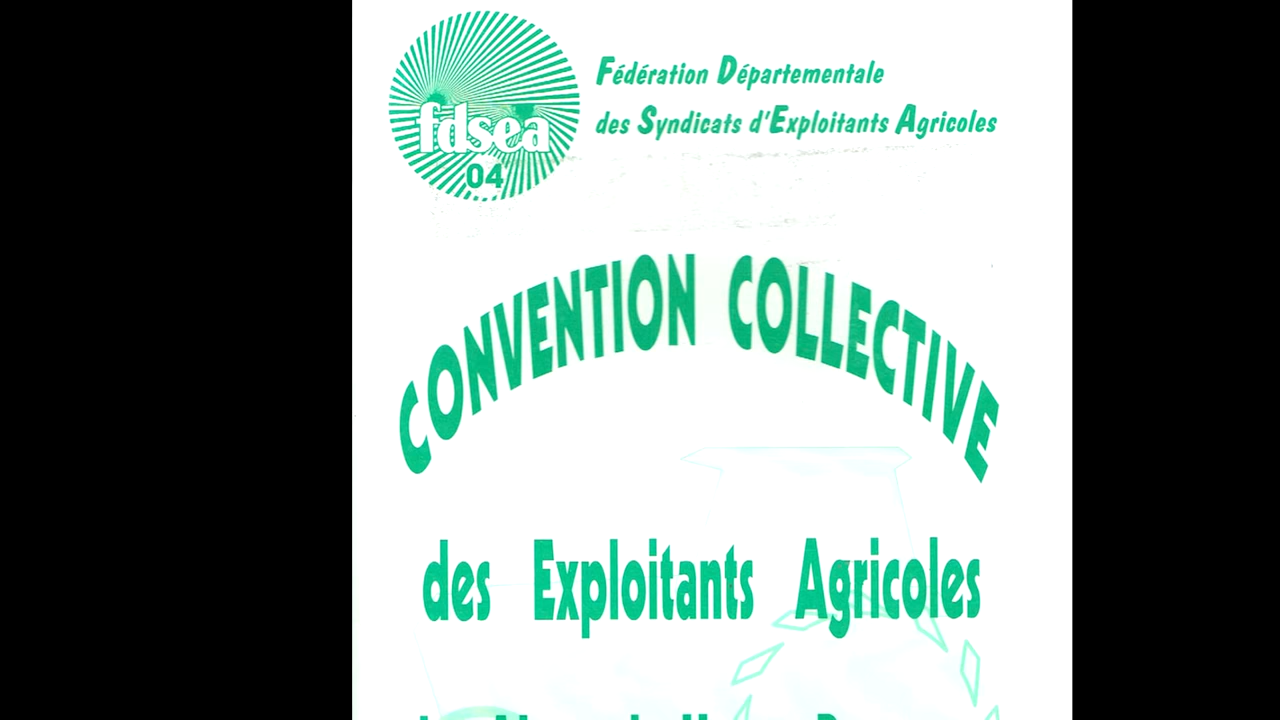 fdsea
04
Fédération Départementale
des Syndicats d'Exploitants Agricoles
CONVENTION COLLECTIVE
des Exploitants Agricoles